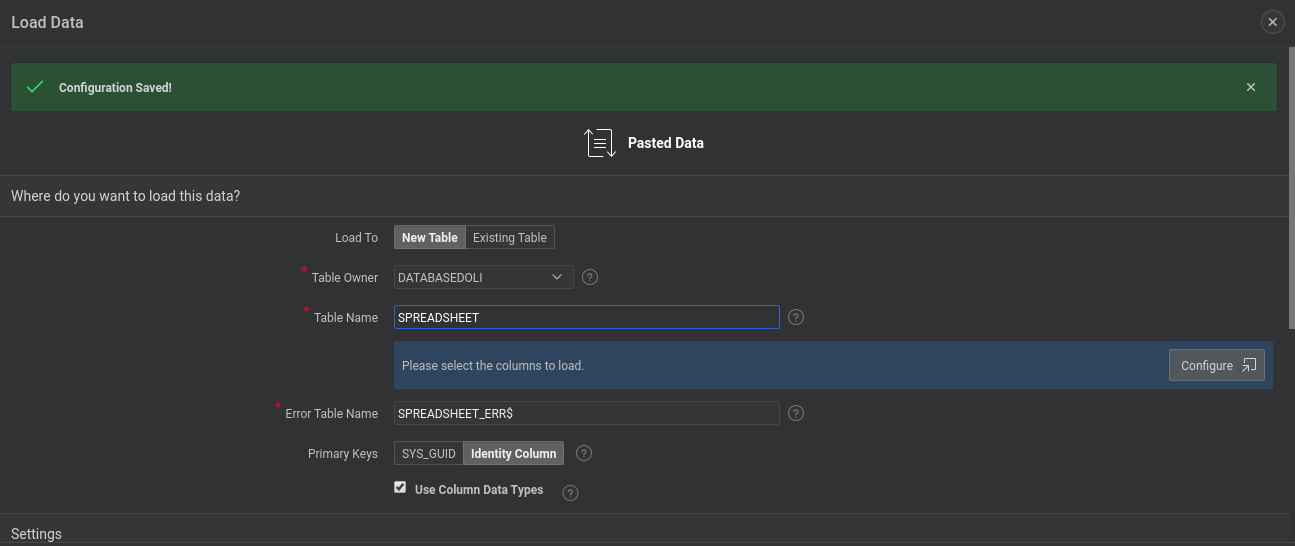 Load Data
Configuration Saved!
Pasted Data
Where do you want to load this data?
Load To New Table Existing Table
* Table Owner DATABASEDOLI ?
* Table Name SPREADSHEET ?
Please select the columns to load. Configure
* Error Table Name SPREADSHEET_ERR$ ?
Primary Keys SYS_GUID Identity Column ?
Use Column Data Types ?
Settings